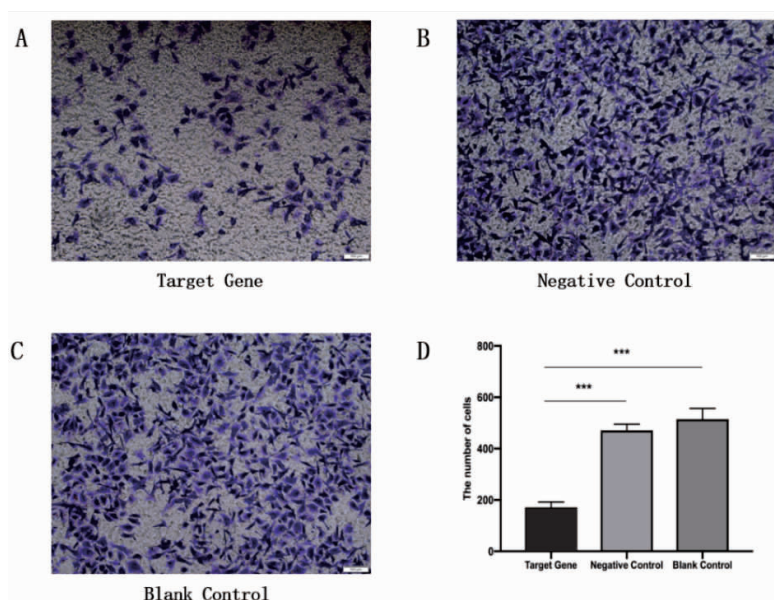 A
B
Target Gene
Negative Control
C
D
Blank Control
800
600
400
200
0
The number of cells
***
***
Target Gene
Negative Control
Blank Control